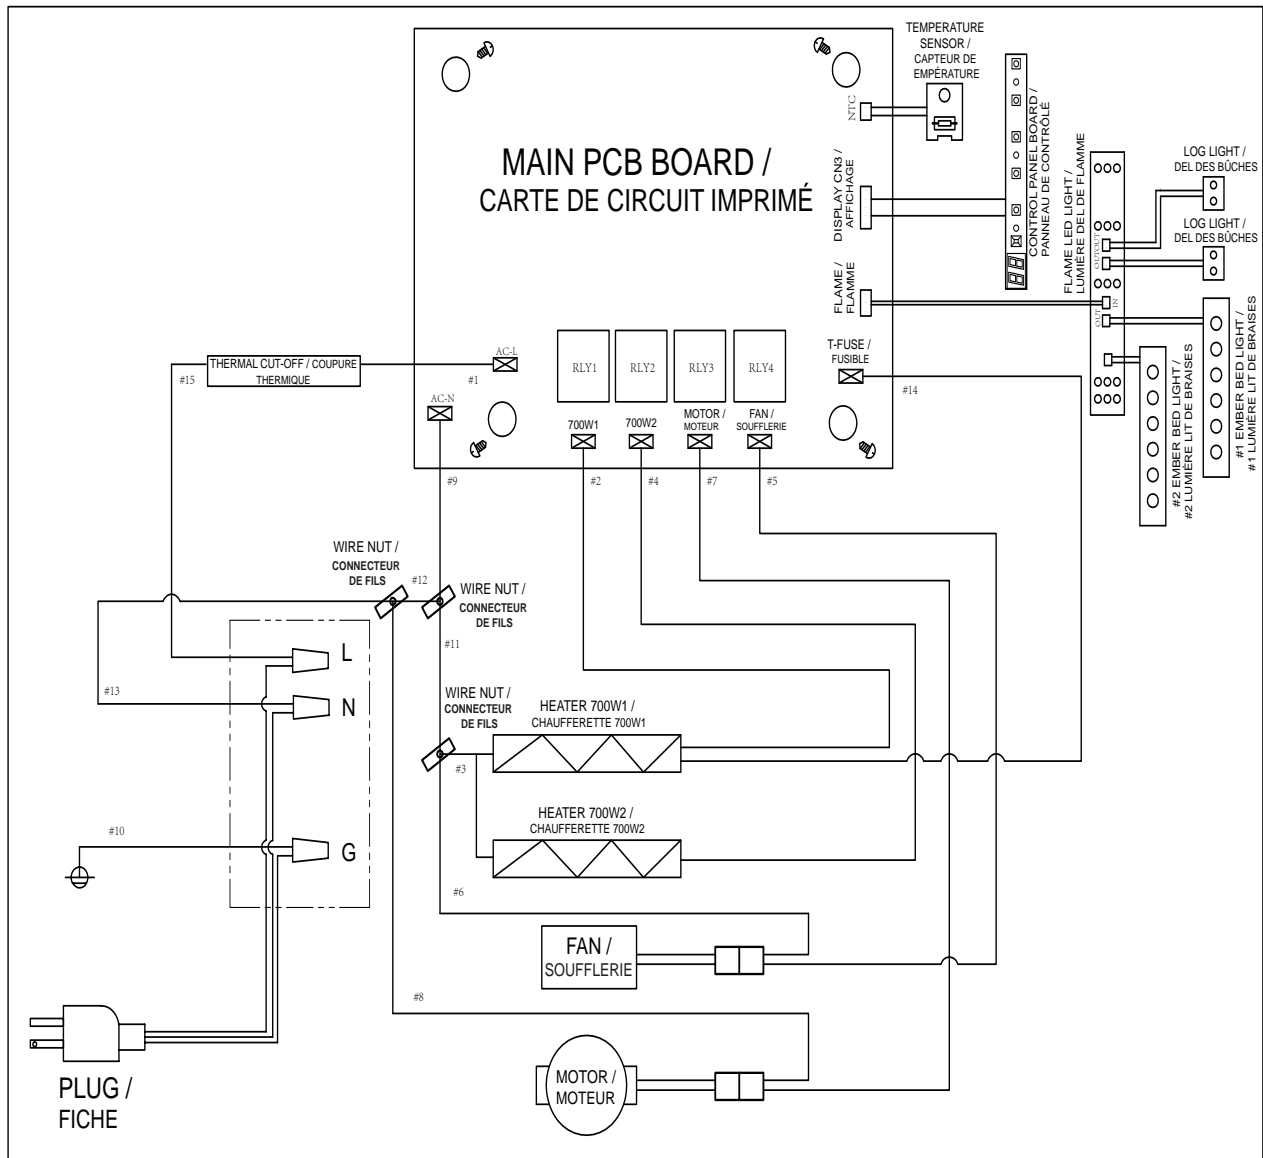 TEMPERATURE
SENSOR /
CAPTEUR DE
EMPÉRATURE
MAIN PCB BOARD /
CARTE DE CIRCUIT IMPRIMÉ
NTC
DISPLAY CN3 /
AFFICHAGE
FLAME /
FLAMME
CONTROL PANEL BOARD /
PANNEAU DE CONTRÔLÉ
FLAME LED LIGHT /
LUMIÈRE DEL DE FLAMME
OUT
OUT
IN
OUT
LOG LIGHT /
DEL DES BÛCHES
LOG LIGHT /
DEL DES BÛCHES
#1 EMBER BED LIGHT /
#1 LUMIÈRE LIT DE BRAISES
#2 EMBER BED LIGHT /
#2 LUMIÈRE LIT DE BRAISES
THERMAL CUT-OFF / COUPURE
THERMIQUE
#15
#1
AC-L
AC-N
RLY1
RLY2
RLY3
RLY4
T-FUSE /
FUSIBLE
#14
700W1
700W2
MOTOR /
MOTEUR
FAN /
SOUFFLERIE
#9
#2
#4
#7
#5
WIRE NUT /
CONNECTEUR
DE FILS
#12
WIRE NUT /
CONNECTEUR
DE FILS
#11
L
#13
N
WIRE NUT /
CONNECTEUR
DE FILS
#3
HEATER 700W1 /
CHAUFFERETTE 700W1
HEATER 700W2 /
CHAUFFERETTE 700W2
#10
G
#6
FAN /
SOUFFLERIE
#8
MOTOR /
MOTEUR
PLUG /
FICHE